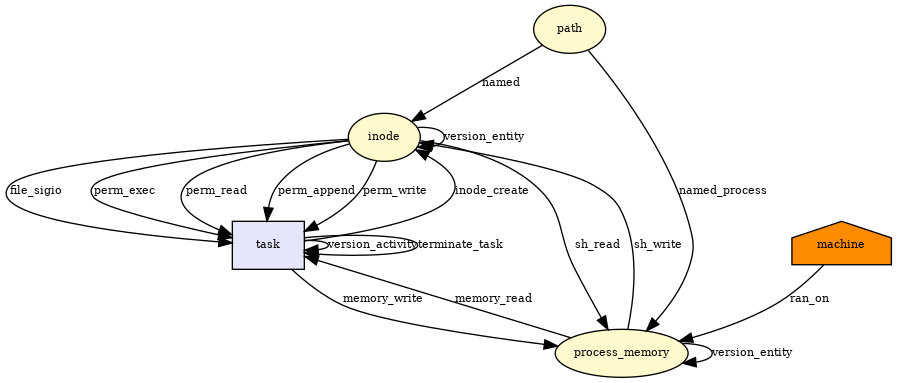 path
named
inode
version_entity
file_sigio
perm_exec
perm_read
perm_append
perm_write
inode_create
named_process
task
version_activity
terminate_task
sh_read
sh_write
machine
memory_write
memory_read
ran_on
process_memory
version_entity